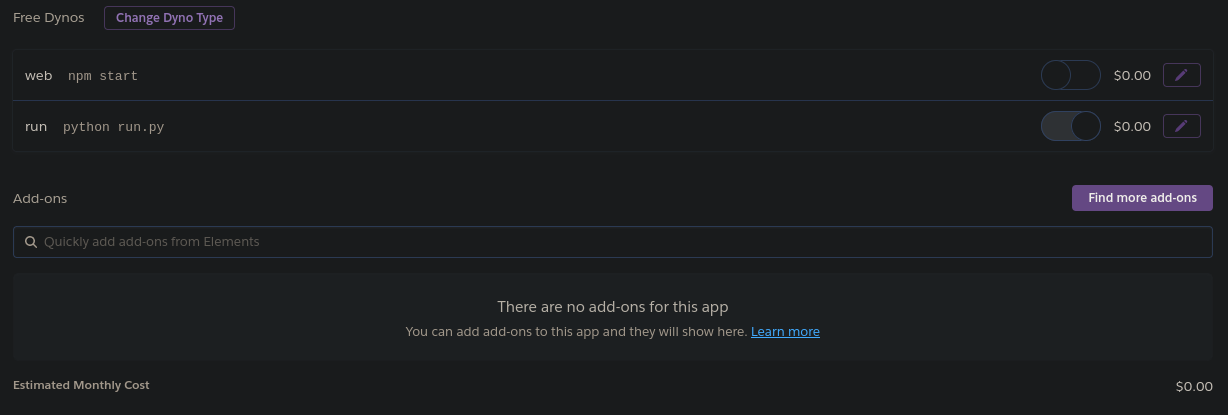 Free Dynos Change Dyno Type
web npm start $0.00
run python run.py $0.00
Add-ons Find more add-ons
Quickly add add-ons from Elements
There are no add-ons for this app
You can add add-ons to this app and they will show here. Learn more
Estimated Monthly Cost $0.00